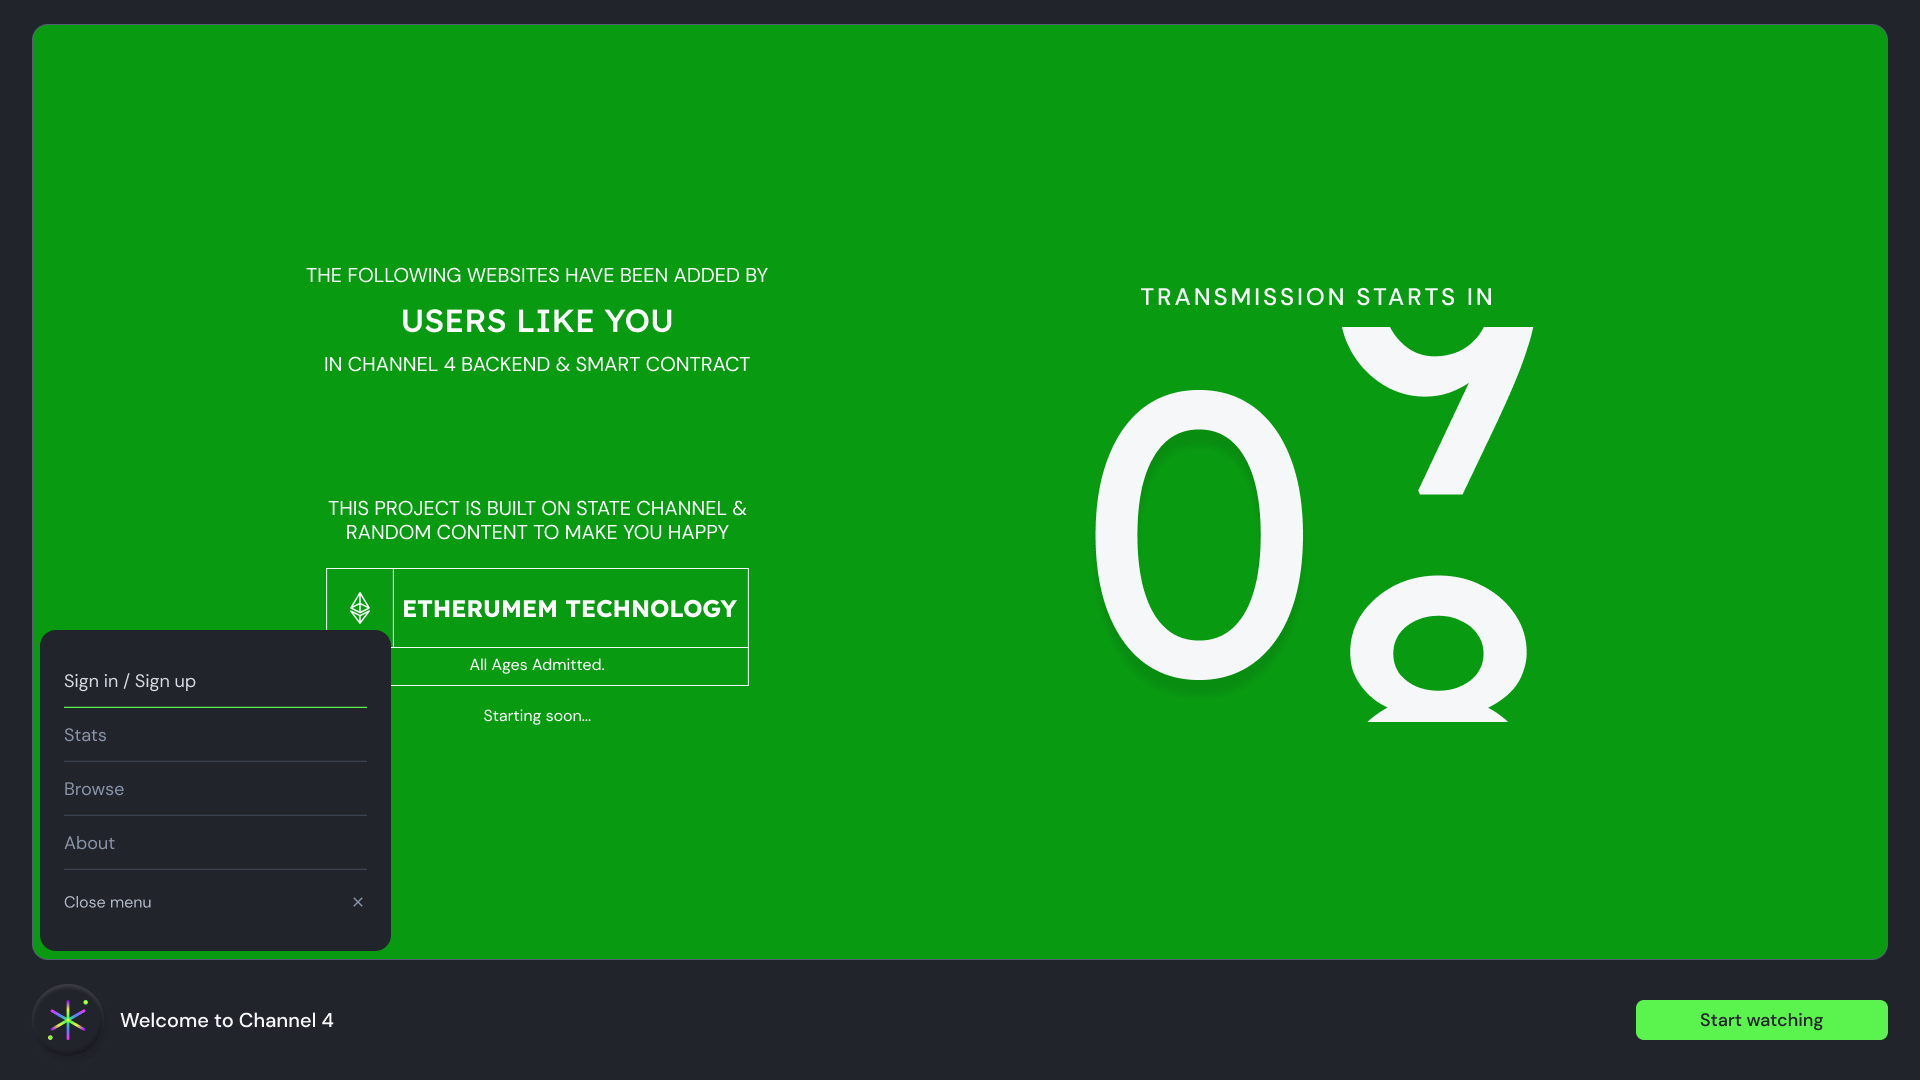 THE FOLLOWING WEBSITES HAVE BEEN ADDED BY
USERS LIKE YOU
IN CHANNEL 4 BACKEND & SMART CONTRACT
THIS PROJECT IS BUILT ON STATE CHANNEL &
RANDOM CONTENT TO MAKE YOU HAPPY
ETHERUMEM TECHNOLOGY
All Ages Admitted.
Starting soon...
TRANSMISSION STARTS IN
0
9
8
Sign in / Sign up
Stats
Browse
About
Close menu
Welcome to Channel 4
Start watching